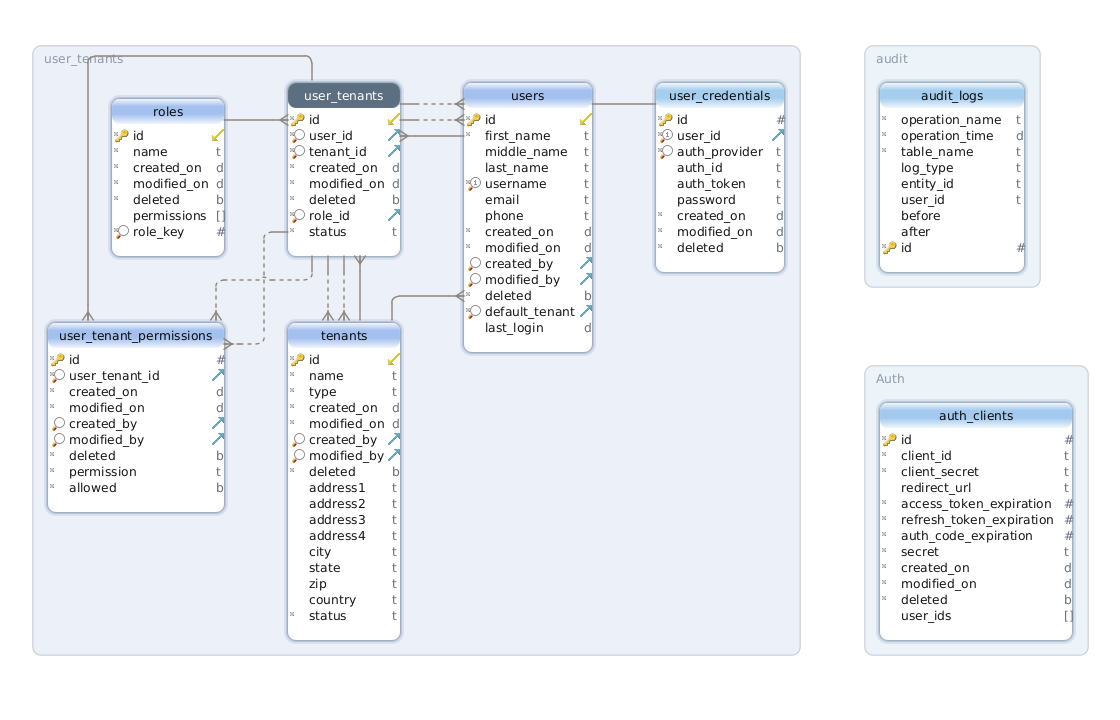 user_tenants
roles
id
name t
created_on d
modified_on d
deleted b
permissions []
role_key #
user_tenants
id
user_id
tenant_id
created_on d
modified_on d
deleted b
role_id
status t
users
id
first_name t
middle_name t
last_name t
username t
email t
phone t
created_on d
modified_on d
created_by
modified_by
deleted b
default_tenant
last_login d
user_credentials
id #
user_id
auth_provider t
auth_id t
auth_token t
password t
created_on d
modified_on d
deleted b
user_tenant_permissions
id #
user_tenant_id
created_on d
modified_on d
created_by
modified_by
deleted b
permission t
allowed b
tenants
id
name t
type t
created_on d
modified_on d
created_by
modified_by
deleted b
address1 t
address2 t
address3 t
address4 t
city t
state t
zip t
country t
status t
audit
audit_logs
operation_name t
operation_time d
table_name t
log_type t
entity_id t
user_id t
before
after
id #
Auth
auth_clients
id #
client_id t
client_secret t
redirect_url t
access_token_expiration #
refresh_token_expiration #
auth_code_expiration #
secret t
created_on d
modified_on d
deleted b
user_ids []